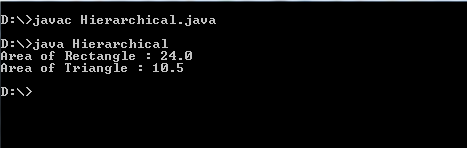 D:\>javac Hierarchical.java
D:\>java Hierarchical
Area of Rectangle : 24.0
Area of Triangle : 10.5
D:\>